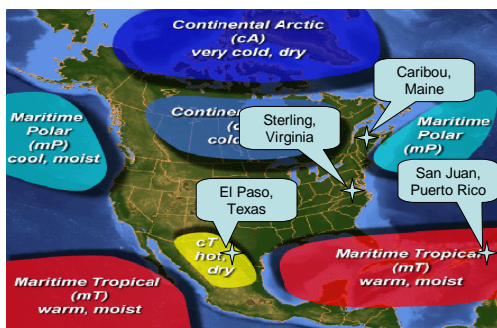 Continental Arctic
(cA)
very cold, dry
Caribou,
Maine
Maritime
Polar
(mP)
cool, moist
Sterling,
Virginia
Maritime
Polar
(mP)
San Juan,
Puerto Rico
El Paso,
Texas
cT
hot,
dry
Maritime Tropical
(mT)
warm, moist
Maritime Tropical
(mT)
warm, moist